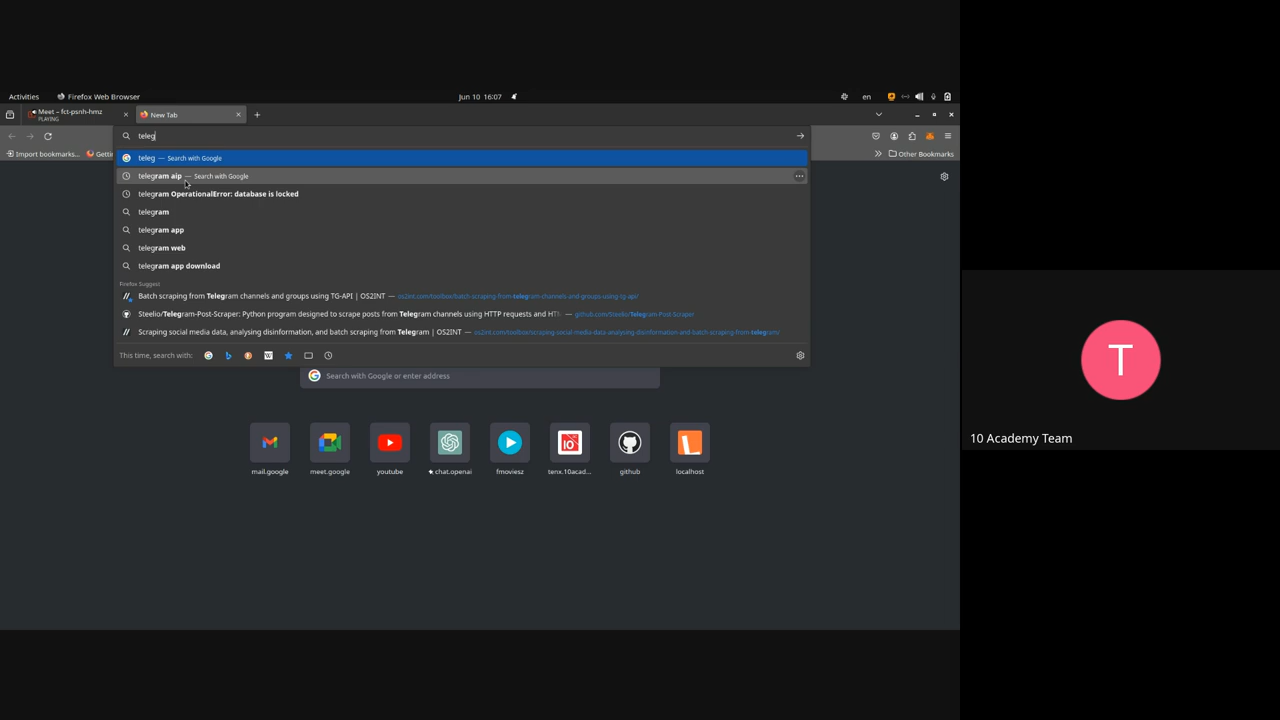 Activities
Firefox Web Browser
Jun 10 16:07
en
Meet – fct-psnh-hmz
PLAYING
New Tab
teleg
Import bookmarks...
Other Bookmarks
teleg — Search with Google
telegram aip — Search with Google
telegram OperationalError: database is locked
telegram
telegram app
telegram web
telegram app download
Firefox Suggest
Batch scraping from Telegram channels and groups using TG-API | OS2INT — os2int.com/toolbox/batch-scraping-from-telegram-channels-and-groups-using-tg-api/
Steelio/Telegram-Post-Scraper: Python program designed to scrape posts from Telegram channels using HTTP requests and — github.com/Steelio/Telegram-Post-Scraper
Scraping social media data, analysing disinformation, and batch scraping from Telegram | OS2INT — os2int.com/toolbox/scraping-social-media-data-analysing-disinformation-and-batch-scraping-from-telegram/
This time, search with:
Search with Google or enter address
mail.google
meet.google
youtube
chat.openai
fmoviesz
tenx.10acad...
github
localhost
T
10 Academy Team